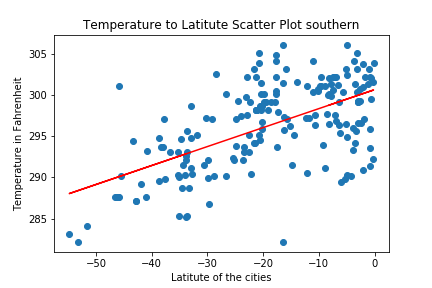 Temperature to Latitute Scatter Plot southern
305
300
295
290
285
Temperature in Fahrenheit
−50 −40 −30 −20 −10 0
Latitute of the cities